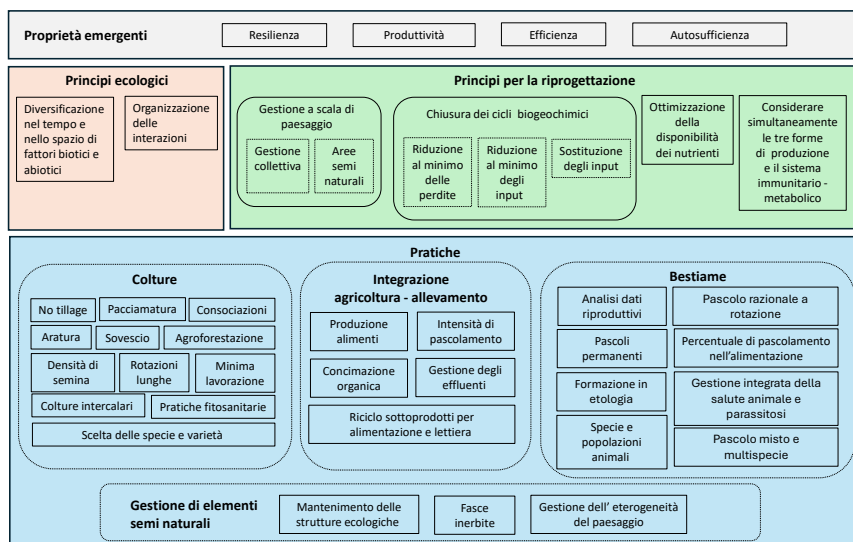 Proprietà emergenti
Resilienza
Produttività
Efficienza
Autosufficienza
Principi ecologici
Diversificazione
nel tempo e
nello spazio di
fattori biotici e
abiotici
Organizzazione
delle
interazioni
Principi per la riprogettazione
Gestione a scala di
paesaggio
Gestione
collettiva
Aree
semi
naturali
Chiusura dei cicli biogeochimici
Riduzione
al minimo
delle
perdite
Riduzione
al minimo
degli
input
Sostituzione
degli input
Ottimizzazione
della
disponibilità
dei nutrienti
Considerare
simultaneamente
le tre forme
di produzione
e il sistema
immunitario -
metabolico
Pratiche
Colture
No tillage
Pacciamatura
Consociazioni
Aratura
Sovescio
Agroforestazione
Densità di
semina
Rotazioni
lunghe
Minima
lavorazione
Colture intercalari
Pratiche fitosanitarie
Scelta delle specie e varietà
Integrazione
agricoltura - allevamento
Produzione
alimenti
Intensità di
pascolamento
Concimazione
organica
Gestione degli
effluenti
Riciclo sottoprodotti per
alimentazione e lettiera
Bestiame
Analisi dati
riproduttivi
Pascolo razionale a
rotazione
Pascoli
permanenti
Percentuale di pascolamento
nell'alimentazione
Formazione in
etologia
Gestione integrata della
salute animale e
parassitosi
Specie e
popolazioni
animali
Pascolo misto e
multispecie
Gestione di elementi
semi naturali
Mantenimento delle
strutture ecologiche
Fasce
inerbite
Gestione dell' eterogeneità
del paesaggio